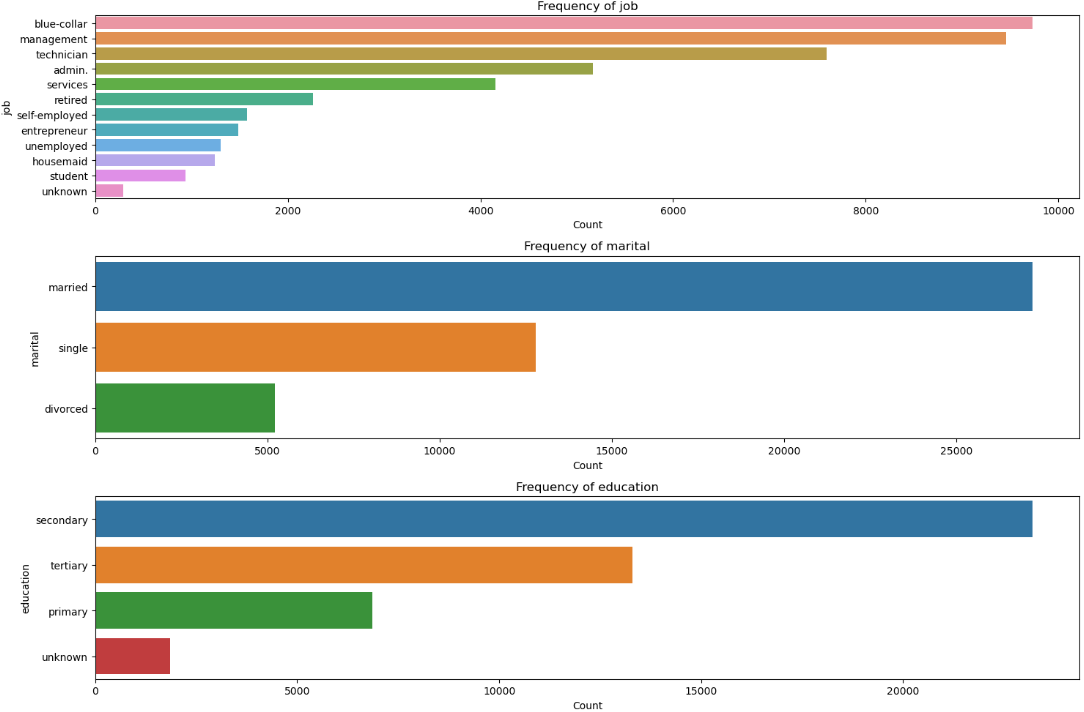 Frequency of job
blue-collar
management
technician
admin.
services
retired
self-employed
entrepreneur
unemployed
housemaid
student
unknown
job
0 2000 4000 6000 8000 10000
Count
Frequency of marital
married
single
divorced
marital
0 5000 10000 15000 20000 25000
Count
Frequency of education
secondary
tertiary
primary
unknown
education
0 5000 10000 15000 20000
Count